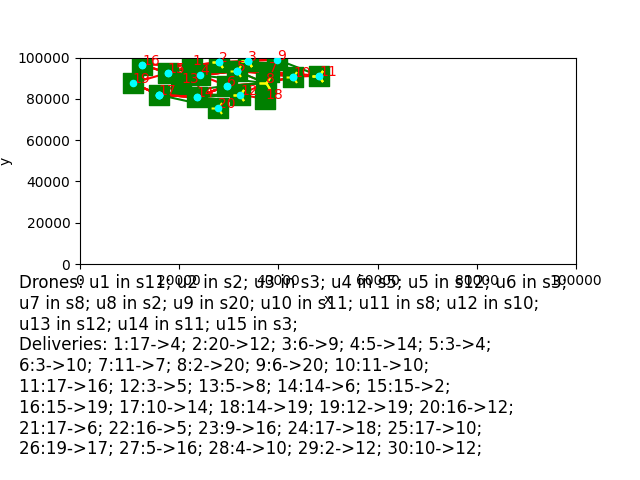 100000
80000
60000
40000
20000
0
y
16
2
3
9
11
18
0 20000 40000 60000 80000 100000
x
Drones: u1 in s11; u2 in s2; u3 in s3; u4 in s5; u5 in s12; u6 in s3;
u7 in s8; u8 in s2; u9 in s20; u10 in s11; u11 in s8; u12 in s10;
u13 in s12; u14 in s11; u15 in s3;
Deliveries: 1:17->4; 2:20->12; 3:6->9; 4:5->14; 5:3->4;
6:3->10; 7:11->7; 8:2->20; 9:6->20; 10:11->10;
11:17->16; 12:3->5; 13:5->8; 14:14->6; 15:15->2;
16:15->19; 17:10->14; 18:14->19; 19:12->19; 20:16->12;
21:17->6; 22:16->5; 23:9->16; 24:17->18; 25:17->10;
26:19->17; 27:5->16; 28:4->10; 29:2->12; 30:10->12;